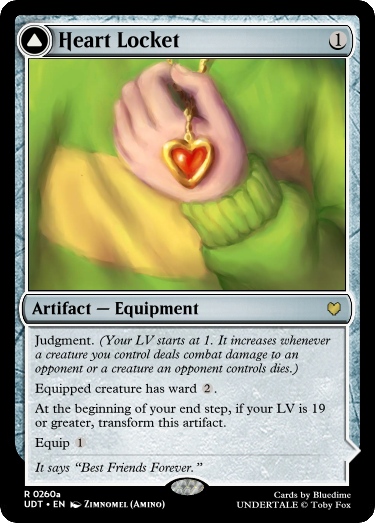 Heart Locket 1
Artifact — Equipment
Judgment. (Your LV starts at 1. It increases whenever
a creature you control deals combat damage to an
opponent or a creature an opponent controls dies.)
Equipped creature has ward 2.
At the beginning of your end step, if your LV is 19
or greater, transform this artifact.
Equip 1
It says “Best Friends Forever.”
R 0260a Cards by Bluedime
UDT • EN Zimnomel (Amino) UNDERTALE © Toby Fox